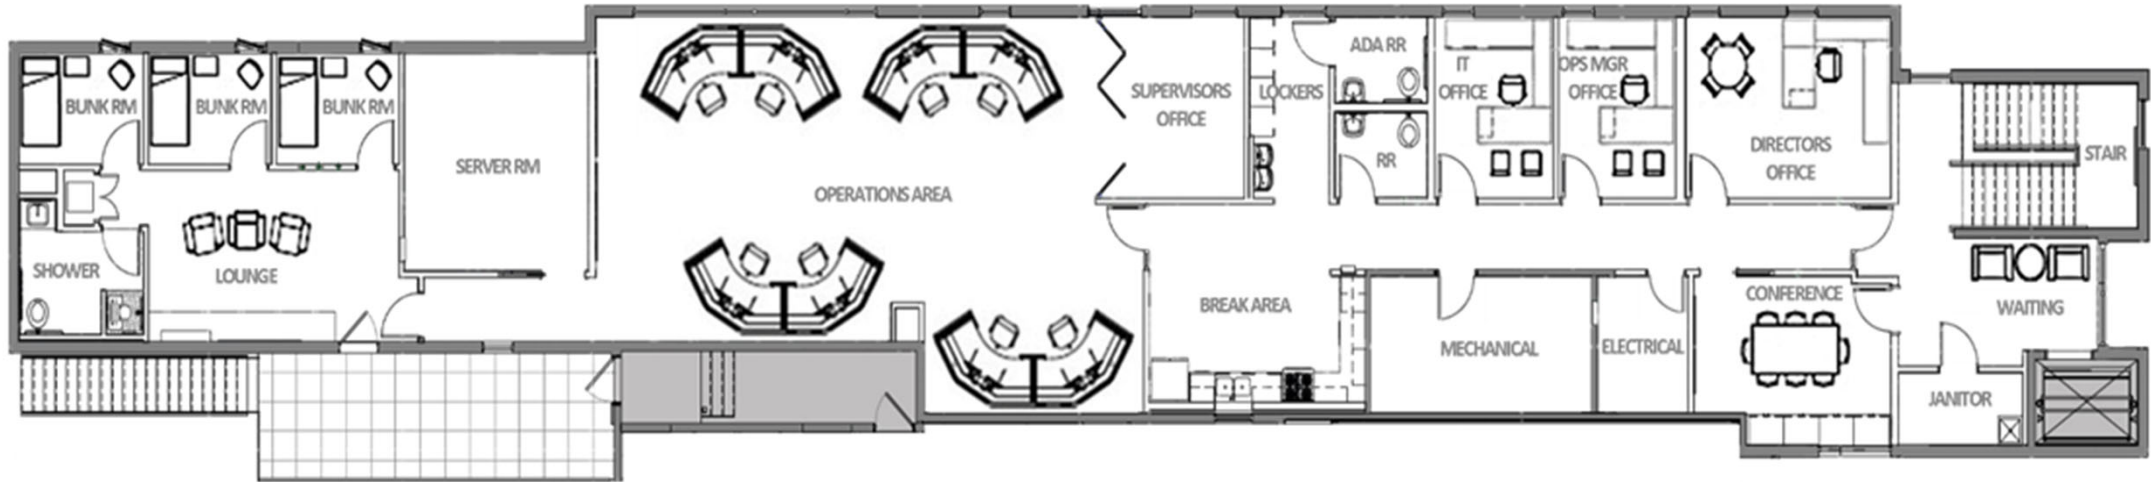 BUNK RM
BUNK RM
BUNK RM
SERVER RM
OPERATIONS AREA
SUPERVISORS
OFFICE
LOCKERS
ADA RR
RR
IT
OFFICE
OPS MGR
OFFICE
DIRECTORS
OFFICE
STAIR
SHOWER
LOUNGE
BREAK AREA
MECHANICAL
ELECTRICAL
CONFERENCE
WAITING
JANITOR